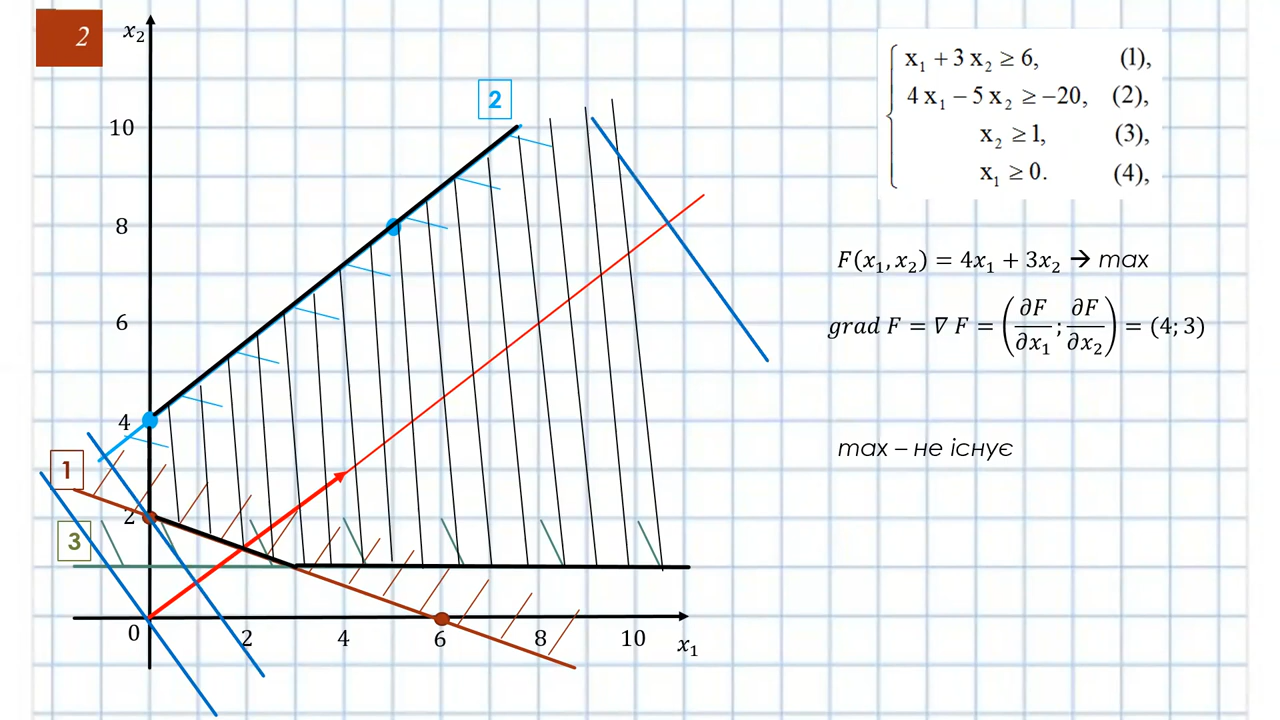 2
x₂
2
10
8
6
4
1
2
3
0
2
4
6
8
10
x₁
x₁ + 3x₂ ≥ 6, (1),
4x₁ − 5x₂ ≥ −20, (2),
x₂ ≥ 1, (3),
x₁ ≥ 0. (4),
F(x₁, x₂) = 4x₁ + 3x₂ → max
grad F = ∇ F = (∂F/∂x₁ ; ∂F/∂x₂) = (4; 3)
max – не існує